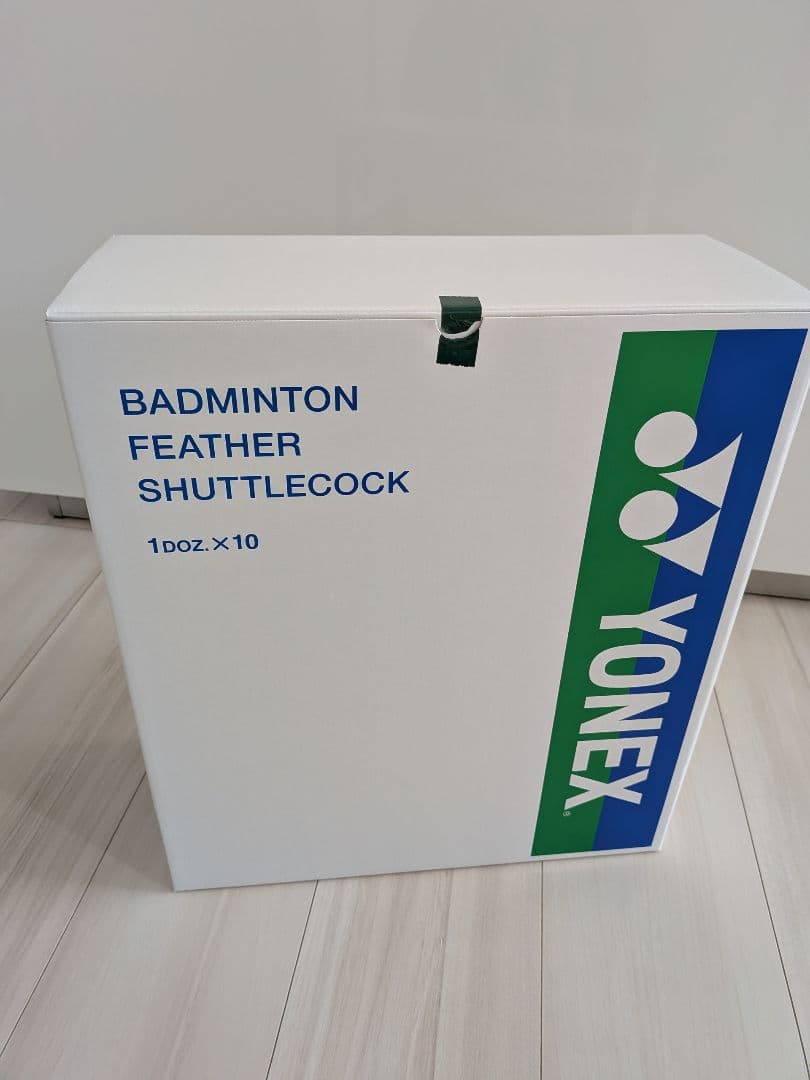 BADMINTON
FEATHER
SHUTTLECOCK
1DOZ.×10
YONEX®